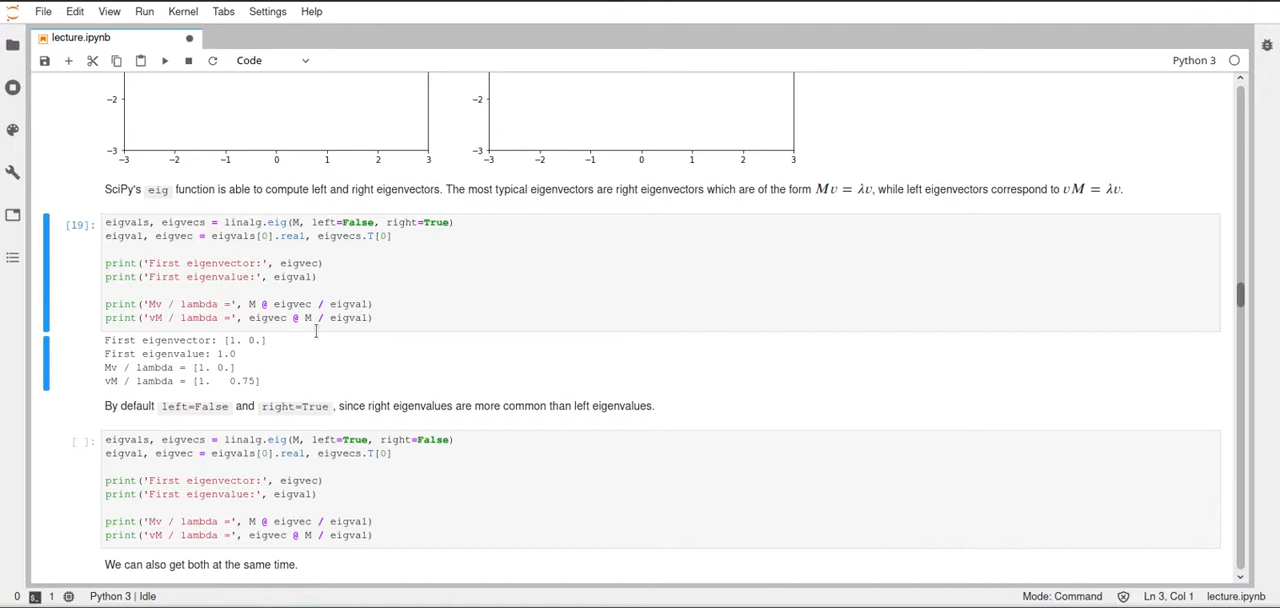 File Edit View Run Kernel Tabs Settings Help
lecture.ipynb
Code
Python 3
−2 −2
−3 −3
−3 −2 −1 0 1 2 3 −3 −2 −1 0 1 2 3
SciPy's eig function is able to compute left and right eigenvectors. The most typical eigenvectors are right eigenvectors which are of the form Mv = λv, while left eigenvectors correspond to vM = λv.
[19]:
eigvals, eigvecs = linalg.eig(M, left=False, right=True)
eigval, eigvec = eigvals[0].real, eigvecs.T[0]
print('First eigenvector:', eigvec)
print('First eigenvalue:', eigval)
print('Mv / lambda =', M @ eigvec / eigval)
print('vM / lambda =', eigvec @ M / eigval)
First eigenvector: [1. 0.]
First eigenvalue: 1.0
Mv / lambda = [1. 0.]
vM / lambda = [1.   0.75]
By default left=False and right=True, since right eigenvalues are more common than left eigenvalues.
[ ]:
eigvals, eigvecs = linalg.eig(M, left=True, right=False)
eigval, eigvec = eigvals[0].real, eigvecs.T[0]
print('First eigenvector:', eigvec)
print('First eigenvalue:', eigval)
print('Mv / lambda =', M @ eigvec / eigval)
print('vM / lambda =', eigvec @ M / eigval)
We can also get both at the same time.
0 1 Python 3 | Idle Mode: Command Ln 3, Col 1 lecture.ipynb